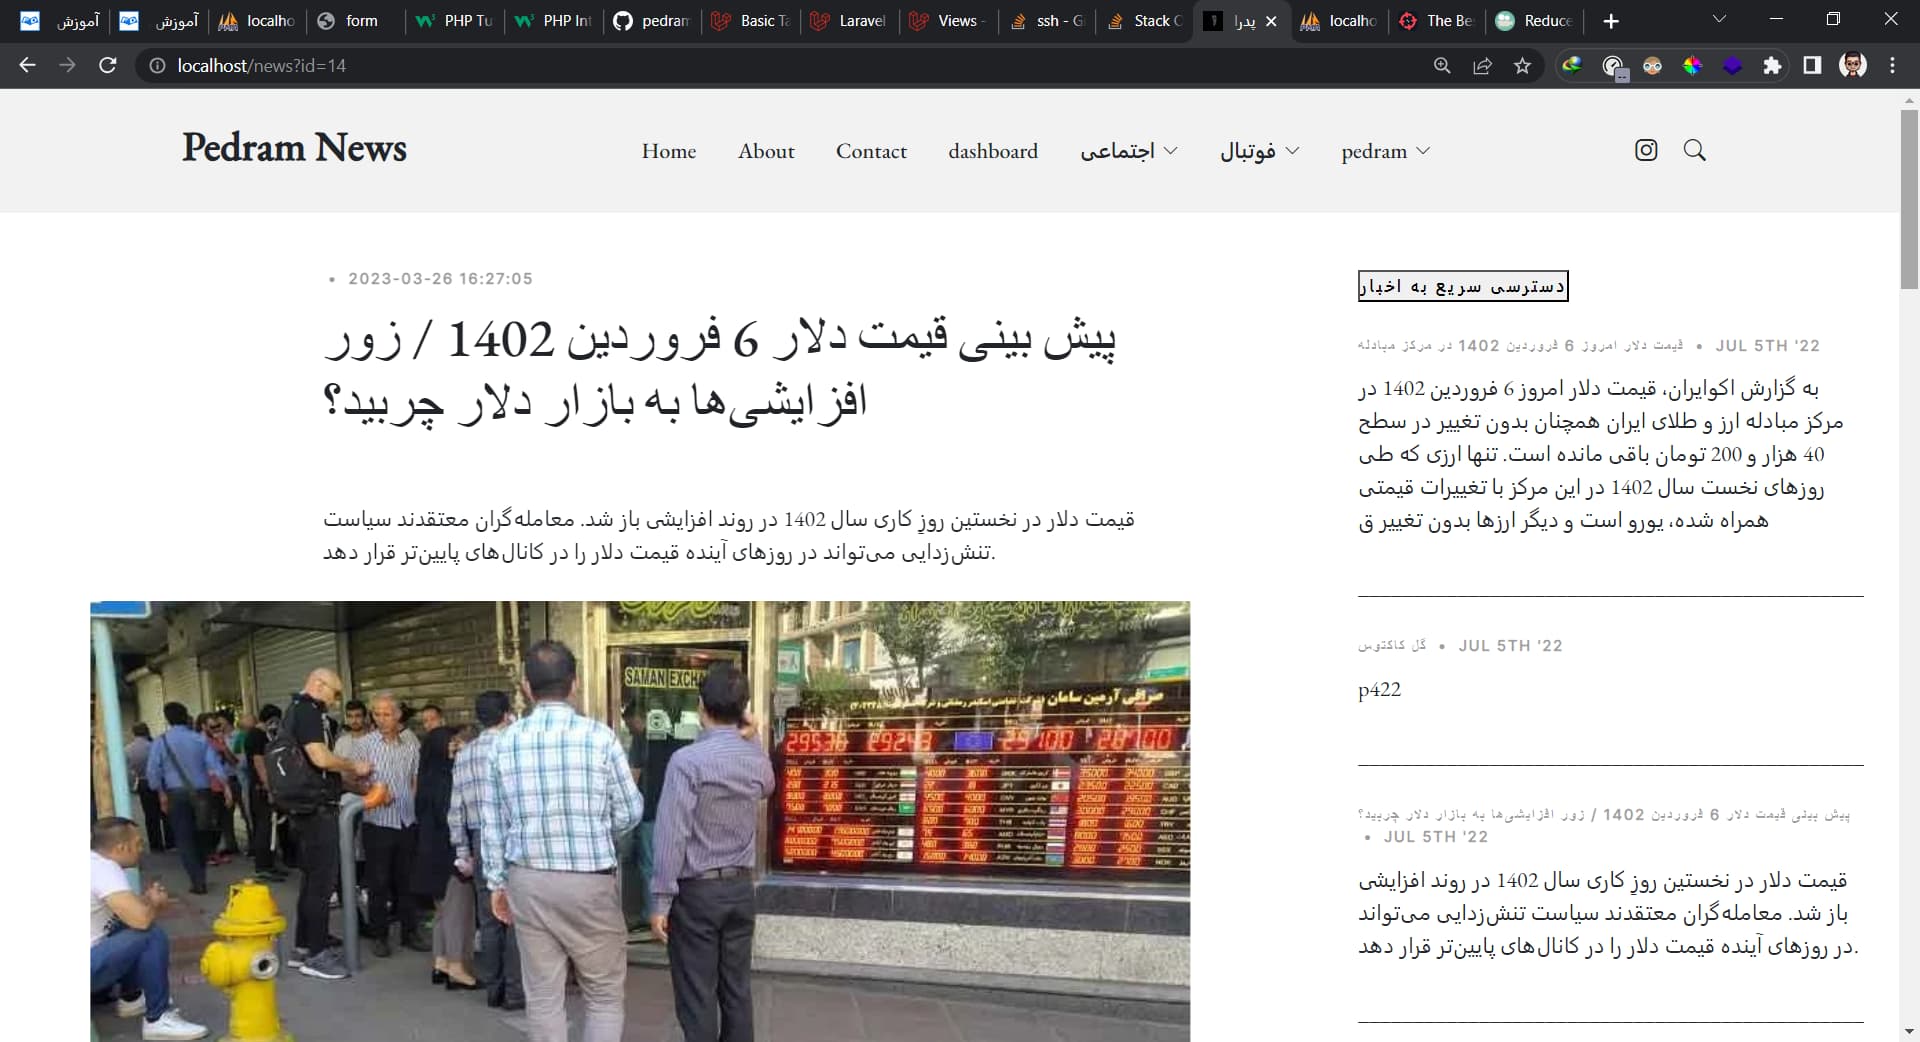 آموزش
آموزش
localho
form
PHP Tu
PHP Int
pedram
Basic Ta
Laravel
Views -
ssh - Gi
Stack O
پدرا
localho
The Be
Reduce
localhost/news?id=14
Pedram News
Home
About
Contact
dashboard
اجتماعی
فوتبال
pedram
• 2023-03-26 16:27:05
پیش بینی قیمت دلار 6 فروردین 1402 / زور
افزایشی‌ها به بازار دلار چربید؟
قیمت دلار در نخستین روزِ کاری سال 1402 در روند افزایشی باز شد. معامله‌گران معتقدند سیاست
تنش‌زدایی می‌تواند در روزهای آینده قیمت دلار را در کانال‌های پایین‌تر قرار دهد.
SAMAN EXCHA
صرافی آرمین سامان
29536 29243 29100 28700
دسترسی سریع به اخبار
قیمت دلار امروز 6 فروردین 1402 در مرکز مبادله • JUL 5TH '22
به گزارش اکوایران، قیمت دلار امروز 6 فروردین 1402 در
مرکز مبادله ارز و طلای ایران همچنان بدون تغییر در سطح
40 هزار و 200 تومان باقی مانده است. تنها ارزی که طی
روزهای نخست سال 1402 در این مرکز با تغییرات قیمتی
همراه شده، یورو است و دیگر ارزها بدون تغییر ق
گل کاکتوس • JUL 5TH '22
p422
پیش بینی قیمت دلار 6 فروردین 1402 / زور افزایشی‌ها به بازار دلار چربید؟
• JUL 5TH '22
قیمت دلار در نخستین روزِ کاری سال 1402 در روند افزایشی
باز شد. معامله‌گران معتقدند سیاست تنش‌زدایی می‌تواند
در روزهای آینده قیمت دلار را در کانال‌های پایین‌تر قرار دهد.